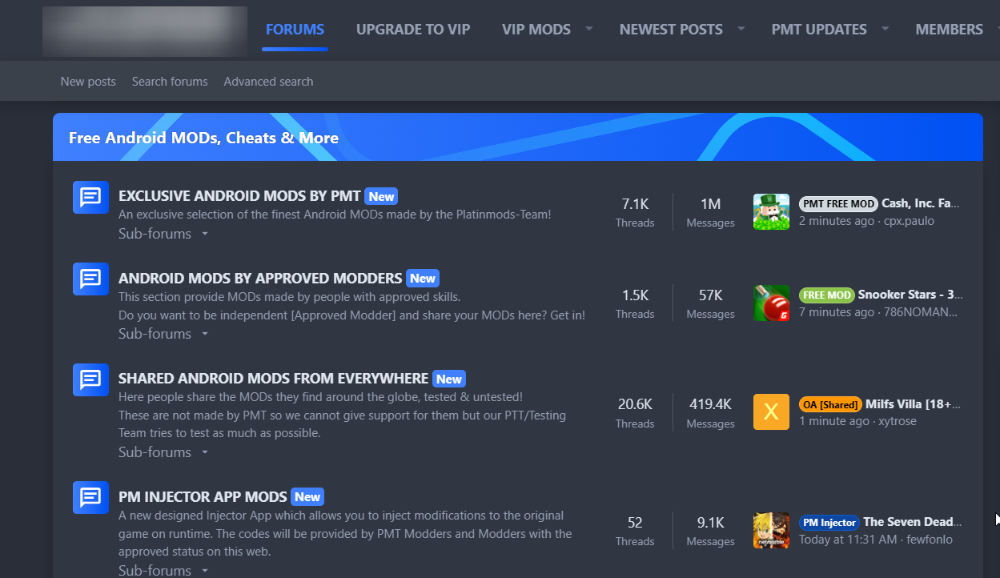 FORUMS UPGRADE TO VIP VIP MODS NEWEST POSTS PMT UPDATES MEMBERS
New posts Search forums Advanced search
Free Android MODs, Cheats & More
EXCLUSIVE ANDROID MODS BY PMT New
An exclusive selection of the finest Android MODs made by the Platinmods-Team!
Sub-forums
7.1K
Threads
1M
Messages
PMT FREE MOD Cash, Inc. Fa...
2 minutes ago · cpx.paulo
ANDROID MODS BY APPROVED MODDERS New
This section provide MODs made by people with approved skills.
Do you want to be independent [Approved Modder] and share your MODs here? Get in!
Sub-forums
1.5K
Threads
57K
Messages
G
FREE MOD Snooker Stars - 3...
7 minutes ago · 786NOMAN...
SHARED ANDROID MODS FROM EVERYWHERE New
Here people share the MODs they find around the globe, tested & untested!
These are not made by PMT so we cannot give support for them but our PTT/Testing
Team tries to test as much as possible.
Sub-forums
20.6K
Threads
419.4K
Messages
X
OA [Shared] Milfs Villa [18+...
1 minute ago · xytrose
PM INJECTOR APP MODS New
A new designed Injector App which allows you to inject modifications to the original
game on runtime. The codes will be provided by PMT Modders and Modders with the
approved status on this web.
Sub-forums
52
Threads
9.1K
Messages
netmarble
PM Injector The Seven Dead...
Today at 11:31 AM · fewfonlo